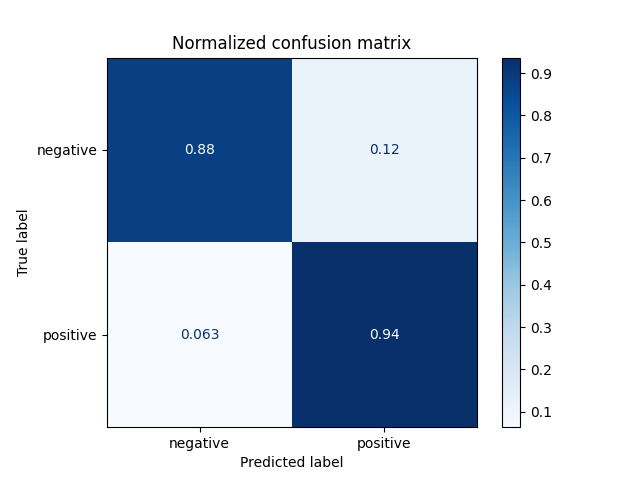 Normalized confusion matrix
True label
negative
0.88
0.12
positive
0.063
0.94
negative
positive
Predicted label
0.9
0.8
0.7
0.6
0.5
0.4
0.3
0.2
0.1